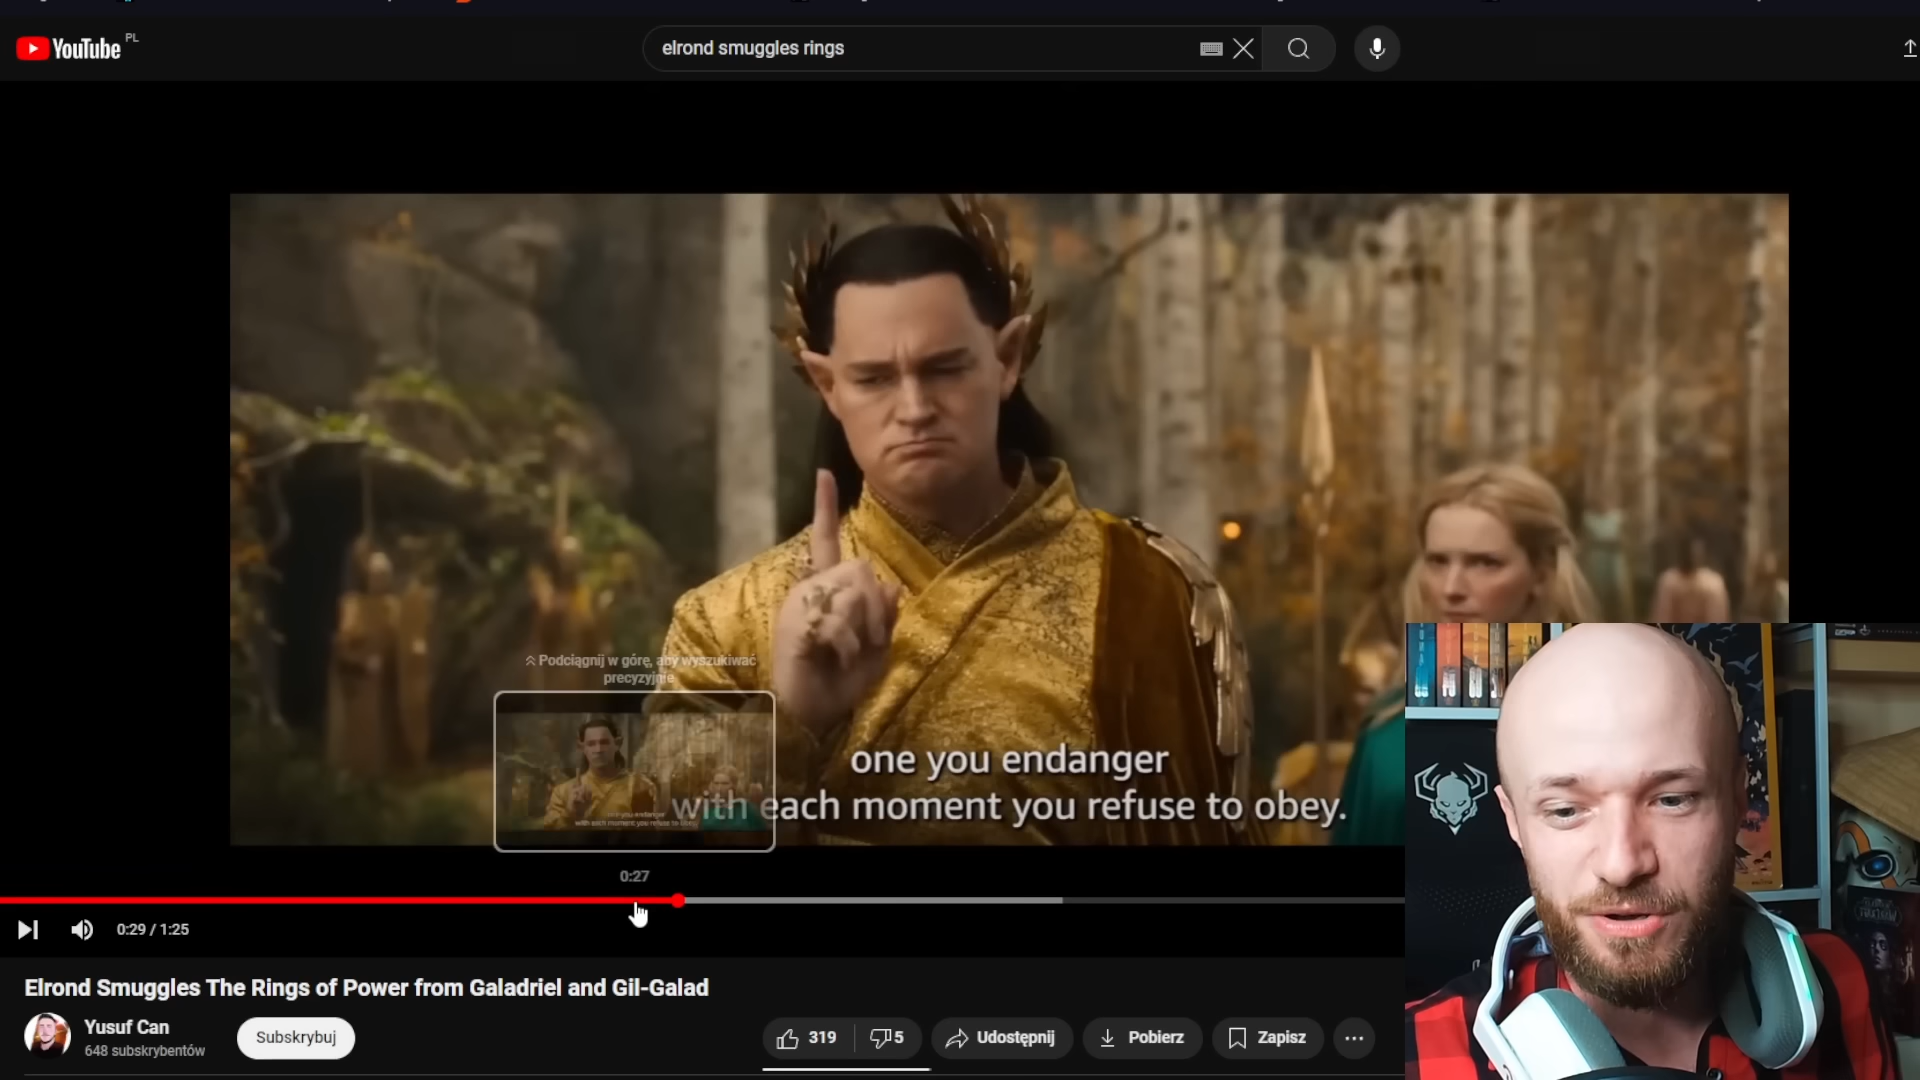 YouTube PL
elrond smuggles rings
Podciągnij w górę, aby wyszukiwać
precyzyjnie
one you endanger
with each moment you refuse to obey.
0:27
0:29 / 1:25
Elrond Smuggles The Rings of Power from Galadriel and Gil-Galad
Yusuf Can
648 subskrybentów
Subskrybuj
319
5
Udostępnij
Pobierz
Zapisz